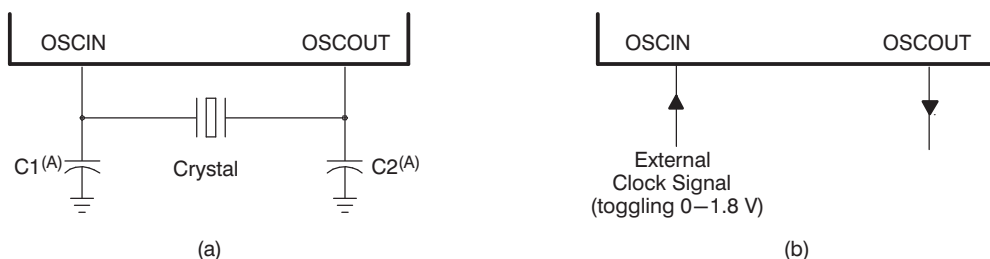 OSCIN OSCOUT
C1(A) Crystal C2(A)
(a)
OSCIN OSCOUT
External
Clock Signal
(toggling 0–1.8 V)
(b)